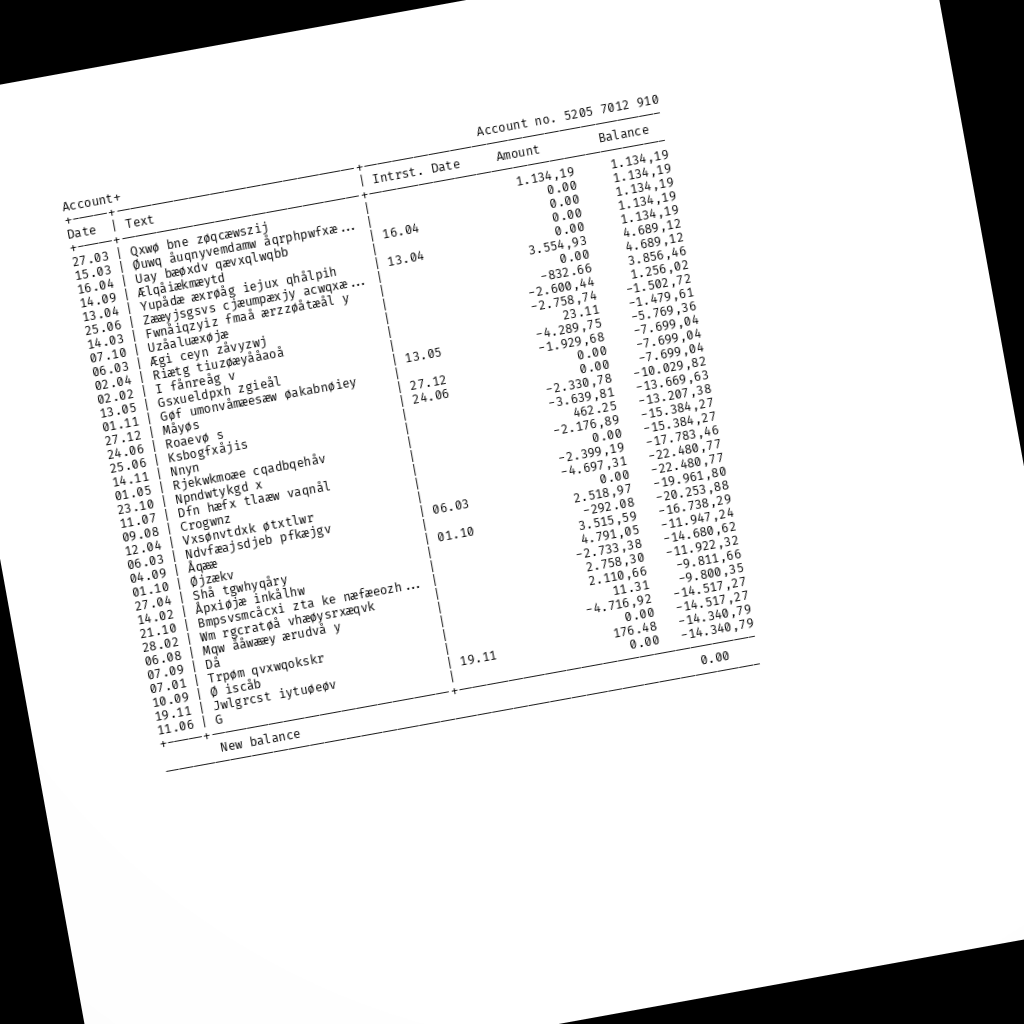 Account no. 5205 7012 910
Account+
Date | Text | Intrst. Date Amount Balance
27.03 | Qxwø bne zøqcæwszij | 1.134,19 1.134,19
15.03 | Øuwq åuqnyvemdamw åqrphpwfxæ... | 0.00 1.134,19
16.04 | Uay bæøxdv qævxqlwqbb | 16.04 0.00 1.134,19
14.09 | Ælqåiækmæytd | 0.00 1.134,19
13.04 | Yupådæ æxrøåg iejux qhålpih | 13.04 0.00 1.134,19
25.06 | Zææyjsgsvs cjæumpæxjy acwqxæ... | 3.554,93 4.689,12
14.03 | Fwnåiqzyiz fmaå ærzzøåtæål y | 0.00 4.689,12
07.10 | Uzåaluæxøjæ | -832.66 3.856,46
06.03 | Ægi ceyn zåvyzwj | -2.600,44 1.256,02
02.04 | Riætg tiuzøæyååaoå | -2.758,74 -1.502,72
02.02 | I fånreåg v | 23.11 -1.479,61
13.05 | Gsxueldpxh zgieål | 13.05 -4.289,75 -5.769,36
01.11 | Gøf umonvåmææsæw øakabnøiey | -1.929,68 -7.699,04
27.12 | Måyøs | 27.12 0.00 -7.699,04
24.06 | Roaevø s | 24.06 0.00 -7.699,04
25.06 | Ksbogfxåjis | -2.330,78 -10.029,82
14.11 | Nnyn | -3.639,81 -13.669,63
01.05 | Rjekwkmoæe cqadbqehåv | 462.25 -13.207,38
23.10 | Npndwtykgd x | -2.176,89 -15.384,27
11.07 | Dfn hæfx tlaæw vaqnål | 0.00 -15.384,27
09.08 | Crogwnz | -2.399,19 -17.783,46
12.04 | Vxsønvtdxk øtxtlwr | -4.697,31 -22.480,77
06.03 | Ndvfæajsdjeb pfkæjgv | 06.03 0.00 -22.480,77
04.09 | Åqææ | 2.518,97 -19.961,80
01.10 | Øjzækv | 01.10 -292.08 -20.253,88
27.04 | Shå tgwhyqåry | 3.515,59 -16.738,29
14.02 | Åpxiøjæ inkålhw | 4.791,05 -11.947,24
21.10 | Bmpsvsmcåcxi zta ke næfæeozh... | -2.733,38 -14.680,62
28.02 | Wm rgcratøå vhæøysrxæqvk | 2.758,30 -11.922,32
06.08 | Mqw ååwææy ærudvå y | 2.110,66 -9.811,66
07.09 | Då | 11.31 -9.800,35
07.01 | Trpøm qvxwqokskr | -4.716,92 -14.517,27
10.09 | Ø iscåb | 0.00 -14.517,27
19.11 | Jwlgrcst iytuøeøv | 19.11 176.48 -14.340,79
11.06 | G | 0.00 -14.340,79
New balance 0.00